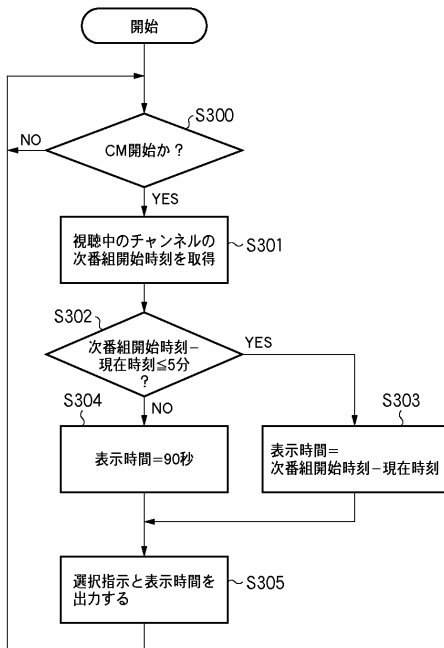 開始
S300
NO
CM開始か？
YES
視聴中のチャンネルの
次番組開始時刻を取得
S301
S302
次番組開始時刻−
現在時刻≦5分
？
YES
NO
S304
S303
表示時間=90秒
表示時間=
次番組開始時刻−現在時刻
選択指示と表示時間を
出力する
S305